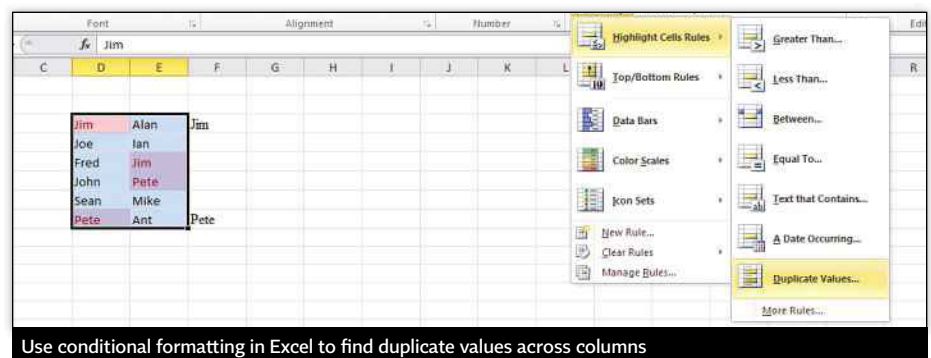 Font Alignment Number
fx Jim
C D E F G H I J K L R
Jim Alan Jim
Joe Ian
Fred Jim
John Pete
Sean Mike
Pete Ant Pete
Highlight Cells Rules
Top/Bottom Rules
Data Bars
Color Scales
Icon Sets
New Rule...
Clear Rules
Manage Rules...
Greater Than...
Less Than...
Between...
Equal To...
Text that Contains...
A Date Occurring...
Duplicate Values...
More Rules...
Use conditional formatting in Excel to find duplicate values across columns